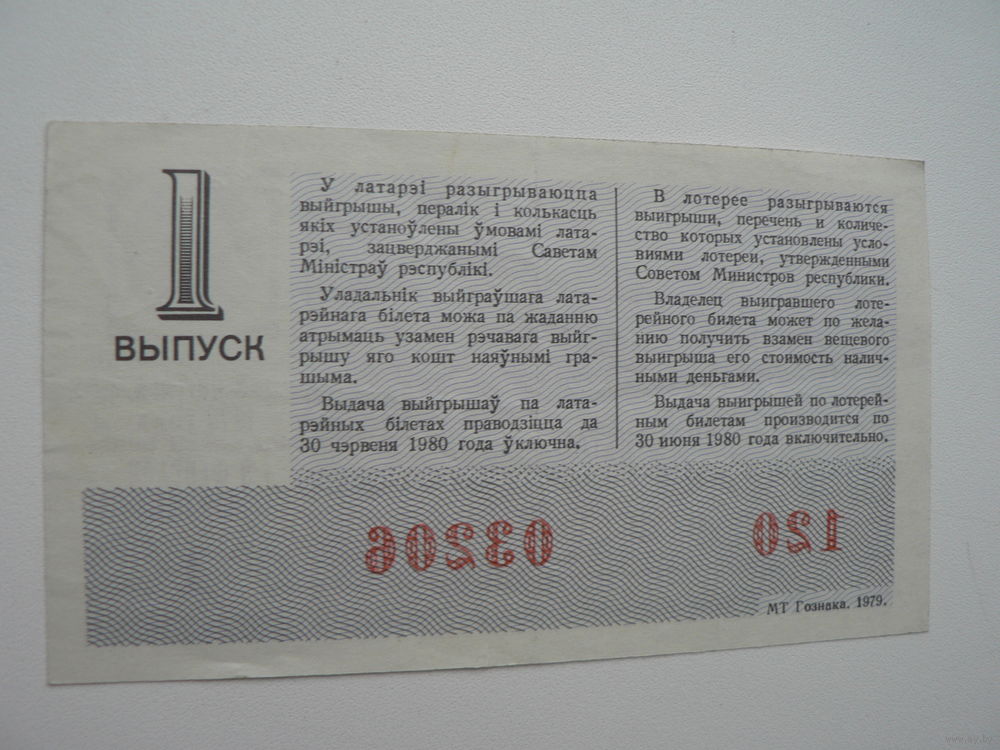 1
ВЫПУСК
У латарэі разыгрываюцца
выйгрышы, пералік і колькасць
якіх устаноўлены ўмовамі лата-
рэі, зацверджанымі Саветам
Міністраў рэспублікі.
Уладальнік выйграўшага лата-
рэйнага білета можа па жаданню
атрымаць узамен рэчавага выйг-
рышу яго кошт наяўнымі гра-
шыма.
Выдача выйгрышаў па лата-
рэйных білетах праводзіцца да
30 чэрвеня 1980 года ўключна.
В лотерее разыгрываются
выигрыши, перечень и количе-
ство которых установлены усло-
виями лотереи, утвержденными
Советом Министров республики.
Владелец выигравшего лоте-
рейного билета может по жела-
нию получить взамен вещевого
выигрыша его стоимость налич-
ными деньгами.
Выдача выигрышей по лотерей-
ным билетам производится по
30 июня 1980 года включительно.
03206
120
МТ Гознака. 1979.